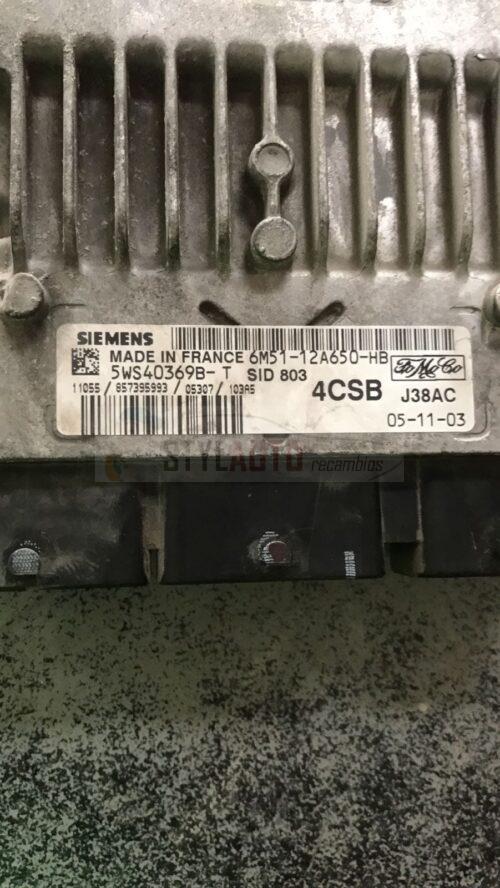 SIEMENS
MADE IN FRANCE 6M51-12A650-HB
5WS40369B-T SID 803 FoMoCo
11055 / 857395993 / 05307 / 103A5 4CSB J38AC
05-11-03
STYLAUTO recambios